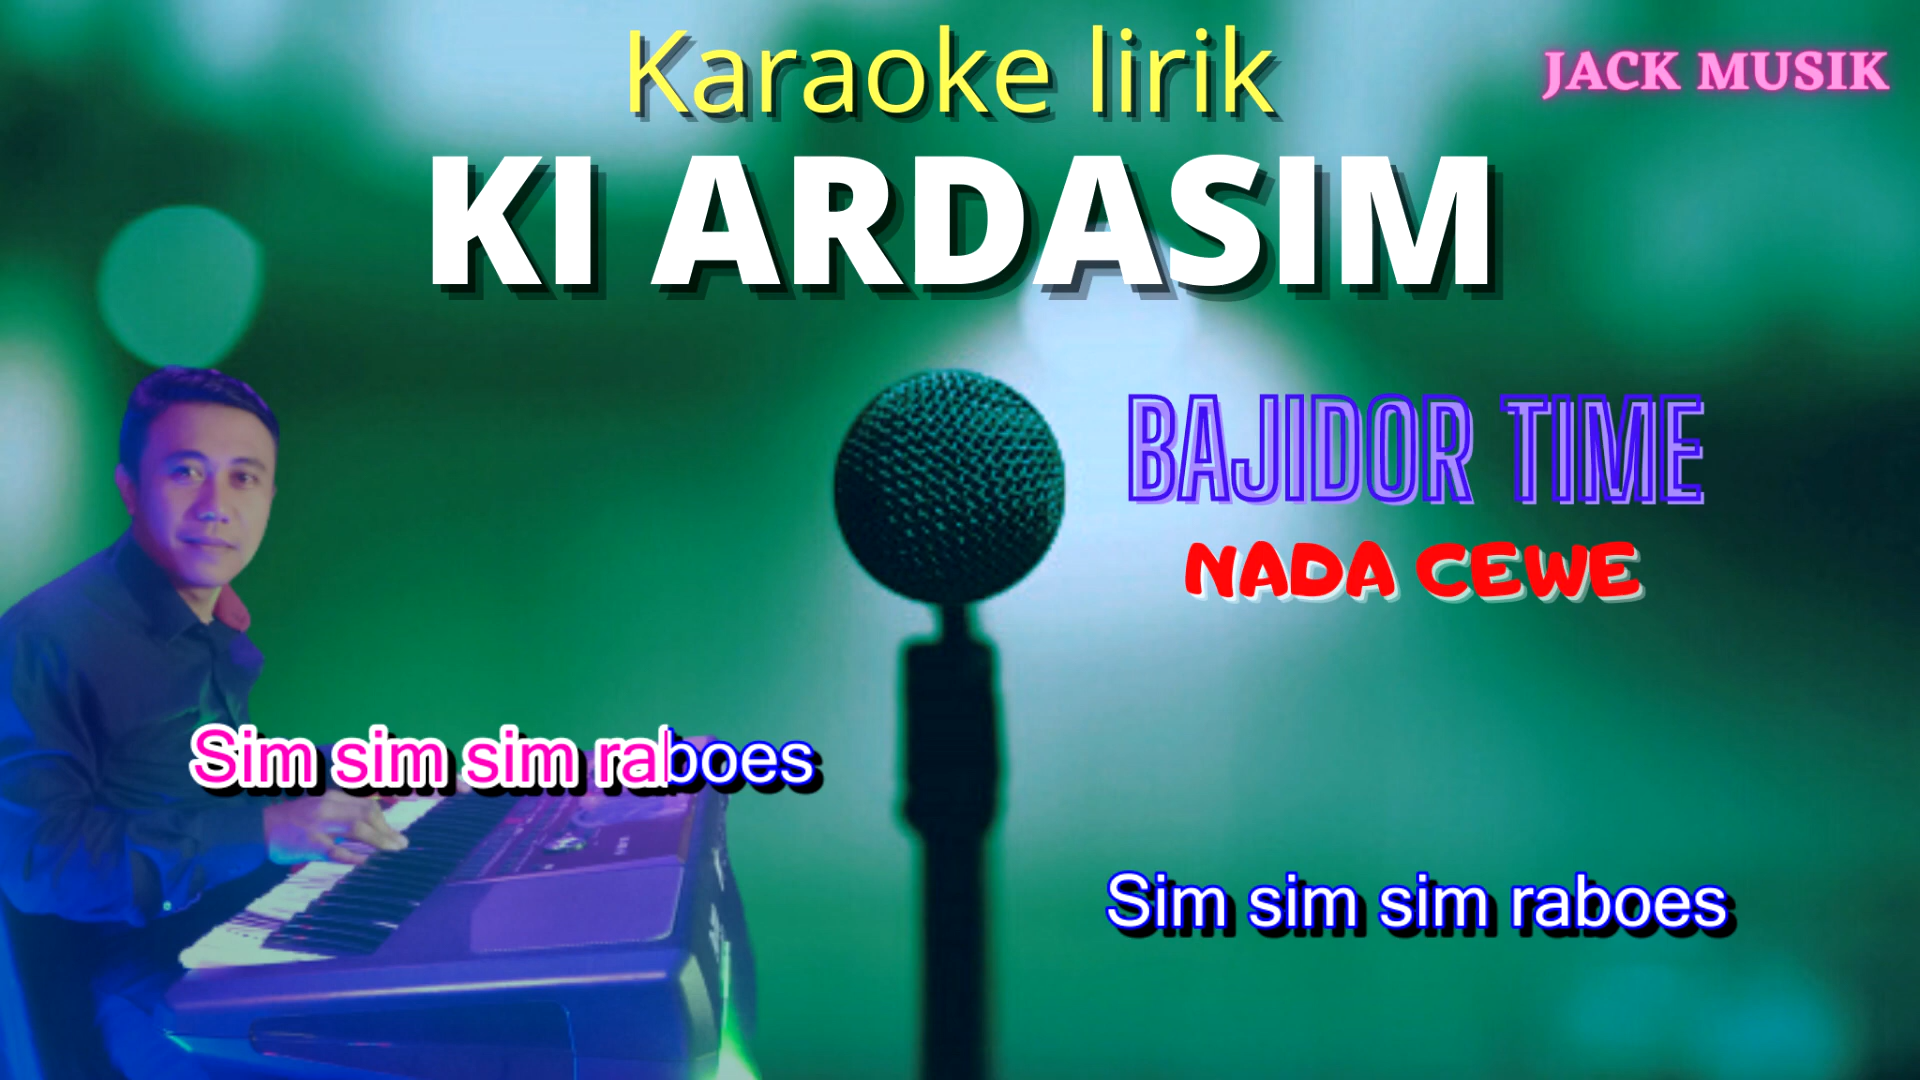 Karaoke lirik
JACK MUSIK
KI ARDASIM
BAJIDOR TIME
NADA CEWE
Sim sim sim raboes
Sim sim sim raboes